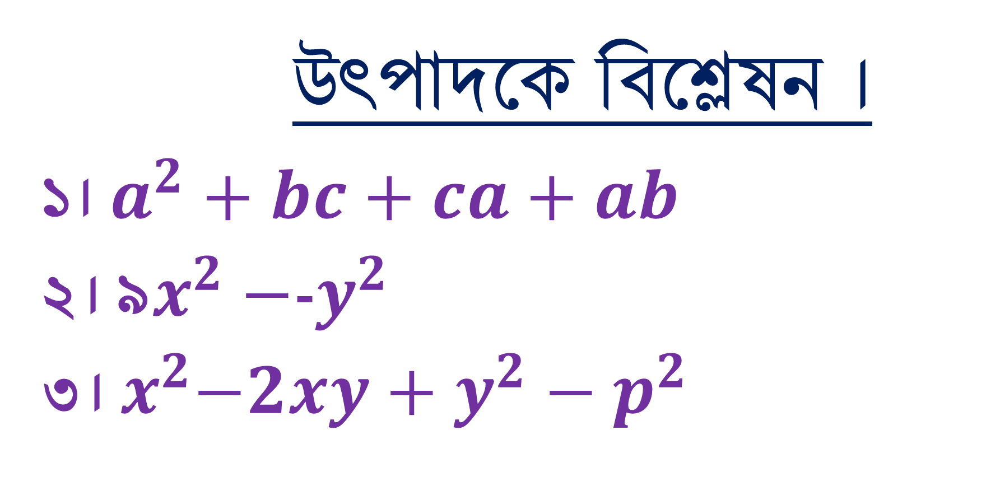 উৎপাদকে বিশ্লেষন ।
১। a² + bc + ca + ab
২। ৯x² −-y²
৩। x²−2xy + y² − p²